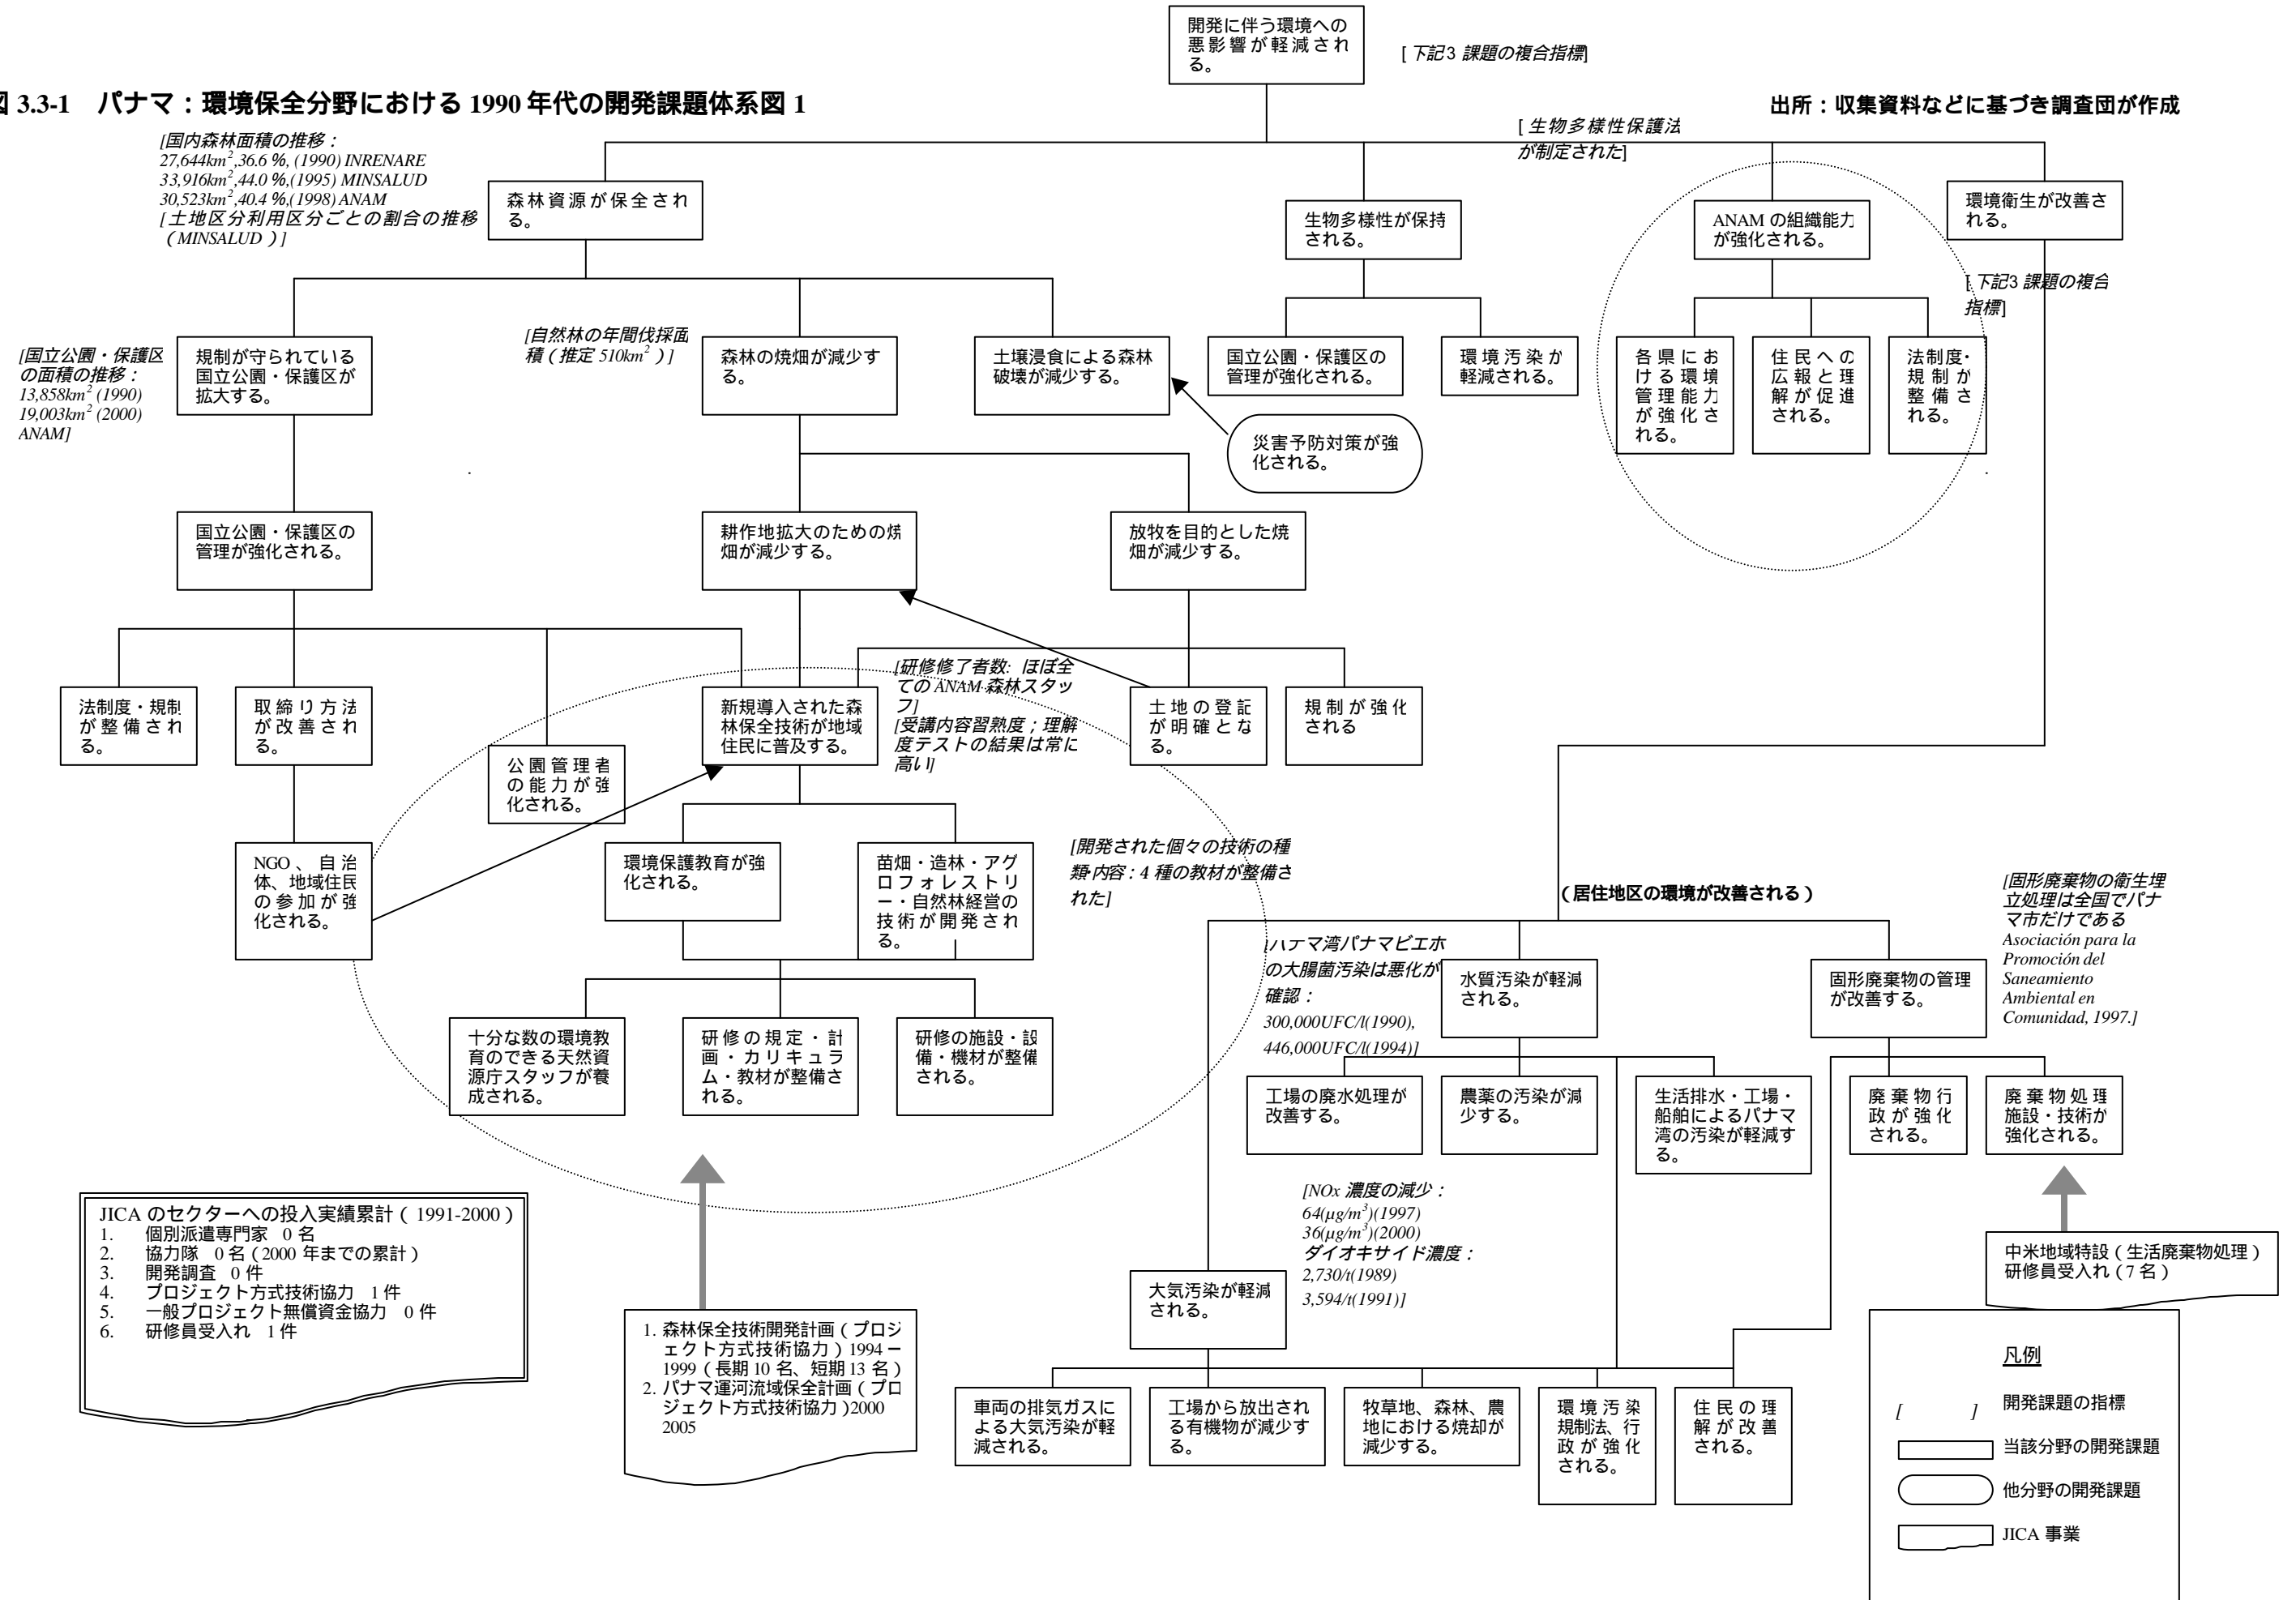 開発に伴う環境への
悪影響が軽減され
る。
[ 下記3 課題の複合指標]
図 3.3-1 パナマ：環境保全分野における 1990 年代の開発課題体系図 1
出所：収集資料などに基づき調査団が作成
[国内森林面積の推移：
27,644km²,36.6 %, (1990) INRENARE
33,916km²,44.0 %,(1995) MINSALUD
30,523km²,40.4 %,(1998) ANAM
[土地区分利用区分ごとの割合の推移
（MINSALUD ）]
[ 生物多様性保護法
が制定された]
森林資源が保全され
る。
生物多様性が保持
される。
ANAM の組織能力
が強化される。
環境衛生が改善さ
れる。
[ 下記3 課題の複合
指標]
[国立公園・保護区
の面積の推移：
13,858km² (1990)
19,003km² (2000)
ANAM]
規制が守られている
国立公園・保護区が
拡大する。
[自然林の年間伐採面
積（推定 510km² ）]
森林の焼畑が減少す
る。
土壌浸食による森林
破壊が減少する。
国立公園・保護区の
管理が強化される。
環境汚染が
軽減される。
各県にお
ける環境
管理能力
が強化さ
れる。
住民への
広報と理
解が促進
される。
法制度・
規制が
整備さ
れる。
災害予防対策が強
化される。
国立公園・保護区の
管理が強化される。
耕作地拡大のための焼
畑が減少する。
放牧を目的とした焼
畑が減少する。
法制度・規制
が整備され
る。
取締り方法
が改善され
る。
公園管理者
の能力が強
化される。
新規導入された森
林保全技術が地域
住民に普及する。
[研修修了者数: ほぼ全
ての ANAM 森林スタッ
フ]
[受講内容習熟度；理解
度テストの結果は常に
高い]
土地の登記
が明確とな
る。
規制が強化
される
NGO 、自治
体、地域住民
の参加が強
化される。
環境保護教育が強
化される。
苗畑・造林・アグ
ロフォレストリ
ー・自然林経営の
技術が開発され
る。
[開発された個々の技術の種
類・内容：4 種の教材が整備さ
れた]
（居住地区の環境が改善される）
[固形廃棄物の衛生埋
立処理は全国でパナ
マ市だけである
Asociación para la
Promoción del
Saneamiento
Ambiental en
Comunidad, 1997.]
[パナマ湾パナマビエホ
の大腸菌汚染は悪化が
確認：
300,000UFC/l(1990),
446,000UFC/l(1994)]
水質汚染が軽減
される。
固形廃棄物の管理
が改善する。
十分な数の環境教
育のできる天然資
源庁スタッフが養
成される。
研修の規定・計
画・カリキュラ
ム・教材が整備さ
れる。
研修の施設・設
備・機材が整備
される。
工場の廃水処理が
改善する。
農薬の汚染が減
少する。
生活排水・工場・
船舶によるパナマ
湾の汚染が軽減す
る。
廃棄物行
政が強化
される。
廃棄物処理
施設・技術が
強化される。
JICA のセクターへの投入実績累計（ 1991-2000 ）
1. 個別派遣専門家 0 名
2. 協力隊 0 名（2000 年までの累計）
3. 開発調査 0 件
4. プロジェクト方式技術協力 1 件
5. 一般プロジェクト無償資金協力 0 件
6. 研修員受入れ 1 件
[NOx 濃度の減少：
64(μg/m³)(1997)
36(μg/m³)(2000)
ダイオキサイド濃度：
2,730/t(1989)
3,594/t(1991)]
大気汚染が軽減
される。
中米地域特設（生活廃棄物処理）
研修員受入れ（7 名）
1. 森林保全技術開発計画（プロジ
ェクト方式技術協力）1994 ー
1999（長期 10 名、短期 13 名）
2. パナマ運河流域保全計画（プロ
ジェクト方式技術協力）2000
2005
車両の排気ガスに
よる大気汚染が軽
減される。
工場から放出され
る有機物が減少す
る。
牧草地、森林、農
地における焼却が
減少する。
環境汚染
規制法、行
政が強化
される。
住民の理
解が改善
される。
凡例
[ ] 開発課題の指標
当該分野の開発課題
他分野の開発課題
JICA 事業